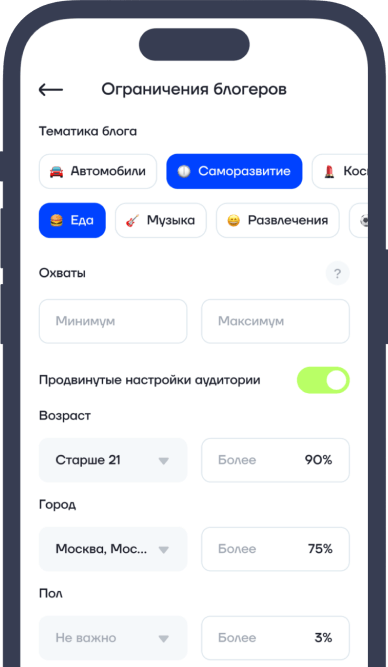 Ограничения блогеров
Тематика блога
Автомобили Саморазвитие Кос
Еда Музыка Развлечения
Охваты ?
Минимум Максимум
Продвинутые настройки аудитории
Возраст
Старше 21 Более 90%
Город
Москва, Мос... Более 75%
Пол
Не важно Более 3%